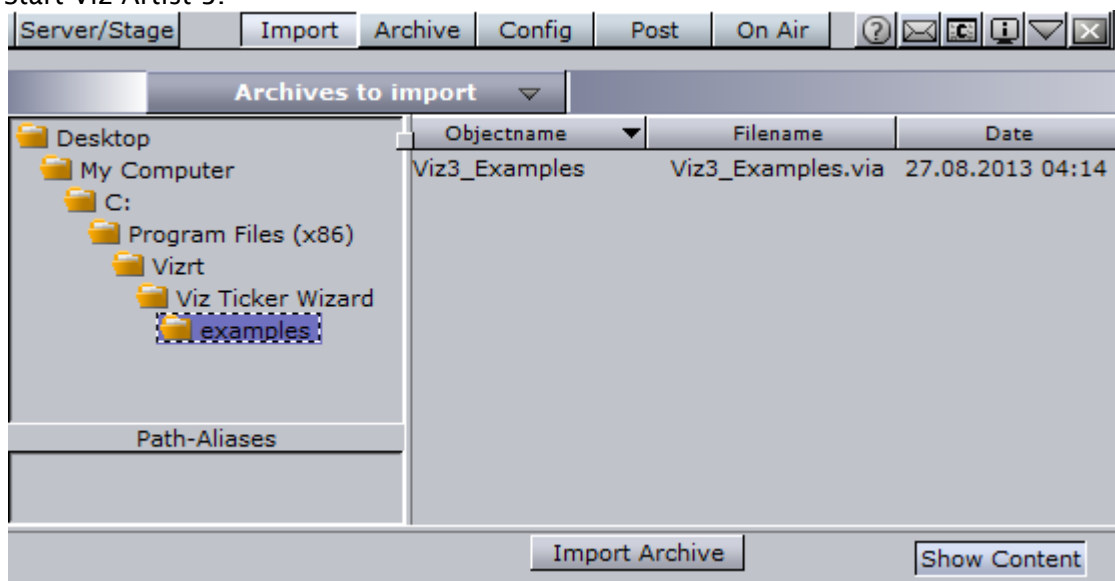 Start Viz Artist 3.
Server/Stage Import Archive Config Post On Air ? C i
Archives to import
Desktop Objectname Filename Date
My Computer Viz3_Examples Viz3_Examples.via 27.08.2013 04:14
C:
Program Files (x86)
Vizrt
Viz Ticker Wizard
examples
Path-Aliases
Import Archive Show Content